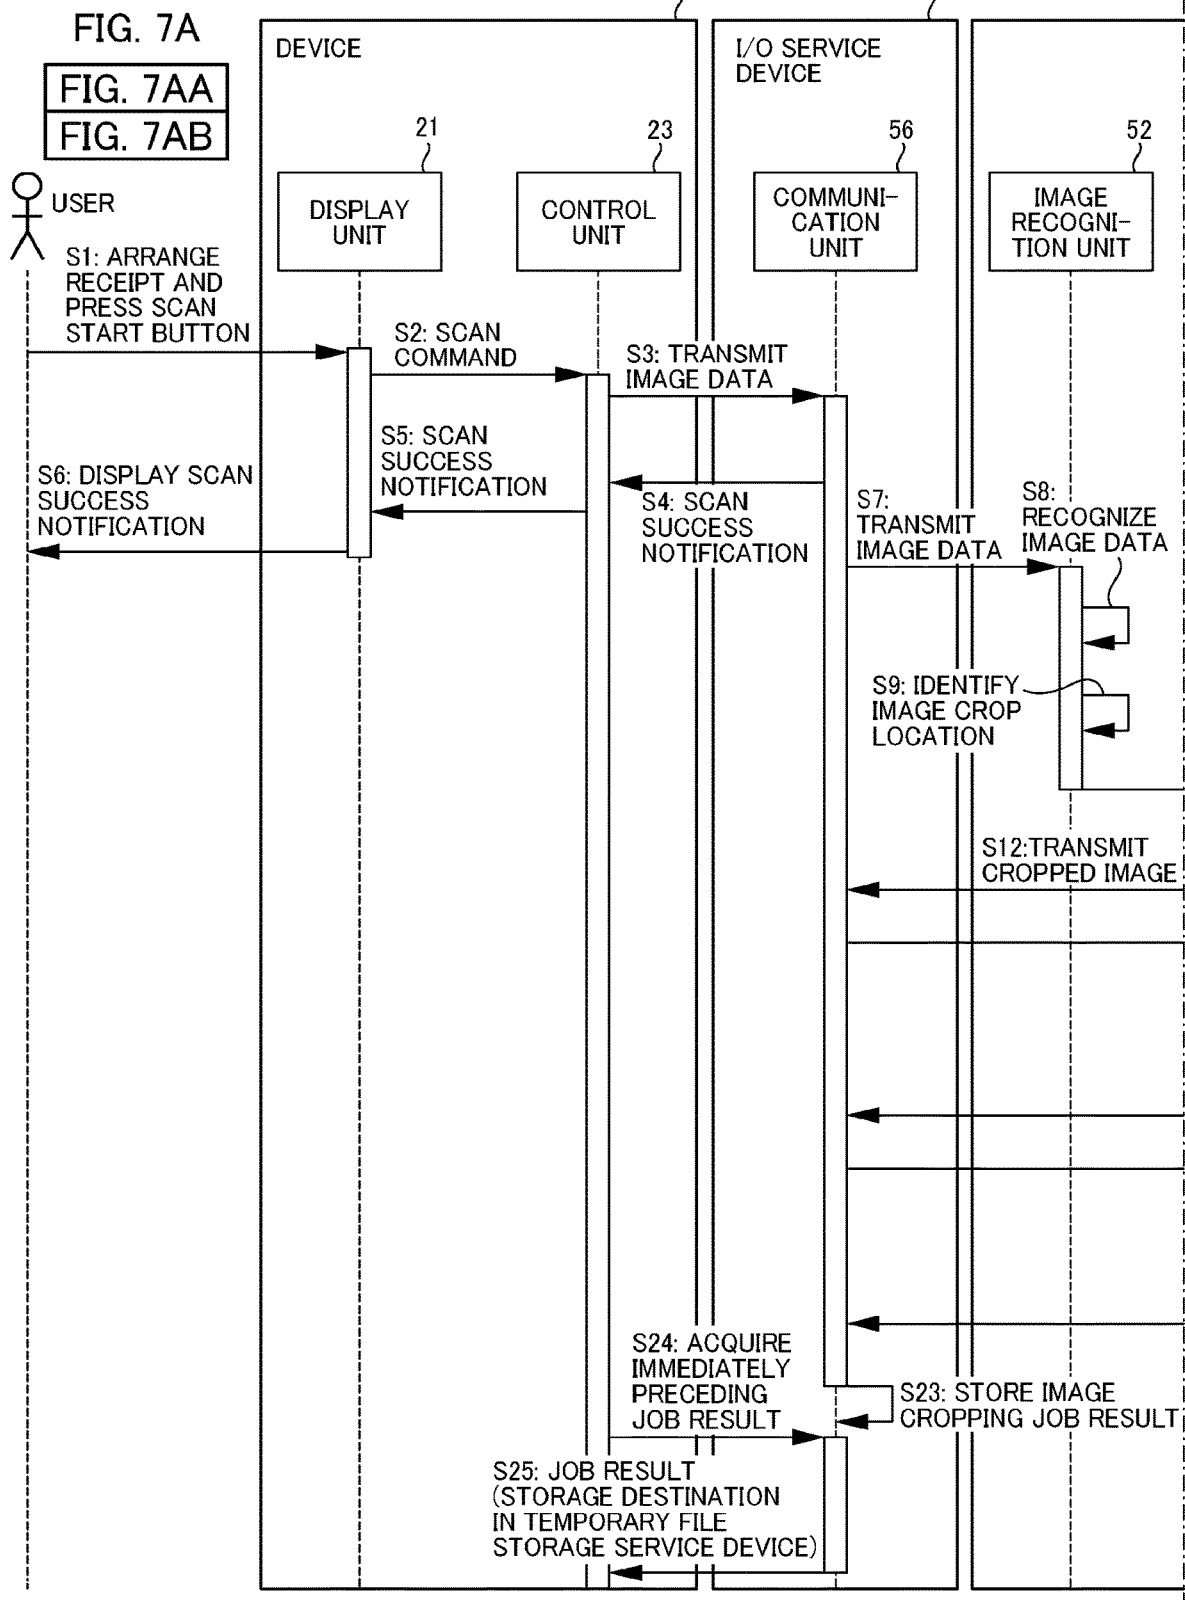 FIG. 7A
FIG. 7AA
FIG. 7AB
DEVICE
I/O SERVICE
DEVICE
21
23
56
52
USER
DISPLAY
UNIT
CONTROL
UNIT
COMMUNI-
CATION
UNIT
IMAGE
RECOGNI-
TION UNIT
S1: ARRANGE
RECEIPT AND
PRESS SCAN
START BUTTON
S2: SCAN
COMMAND
S3: TRANSMIT
IMAGE DATA
S5: SCAN
SUCCESS
NOTIFICATION
S6: DISPLAY SCAN
SUCCESS
NOTIFICATION
S4: SCAN
SUCCESS
NOTIFICATION
S7:
TRANSMIT
IMAGE DATA
S8:
RECOGNIZE
IMAGE DATA
S9: IDENTIFY
IMAGE CROP
LOCATION
S12:TRANSMIT
CROPPED IMAGE
S24: ACQUIRE
IMMEDIATELY
PRECEDING
JOB RESULT
S23: STORE IMAGE
CROPPING JOB RESULT
S25: JOB RESULT
(STORAGE DESTINATION
IN TEMPORARY FILE
STORAGE SERVICE DEVICE)